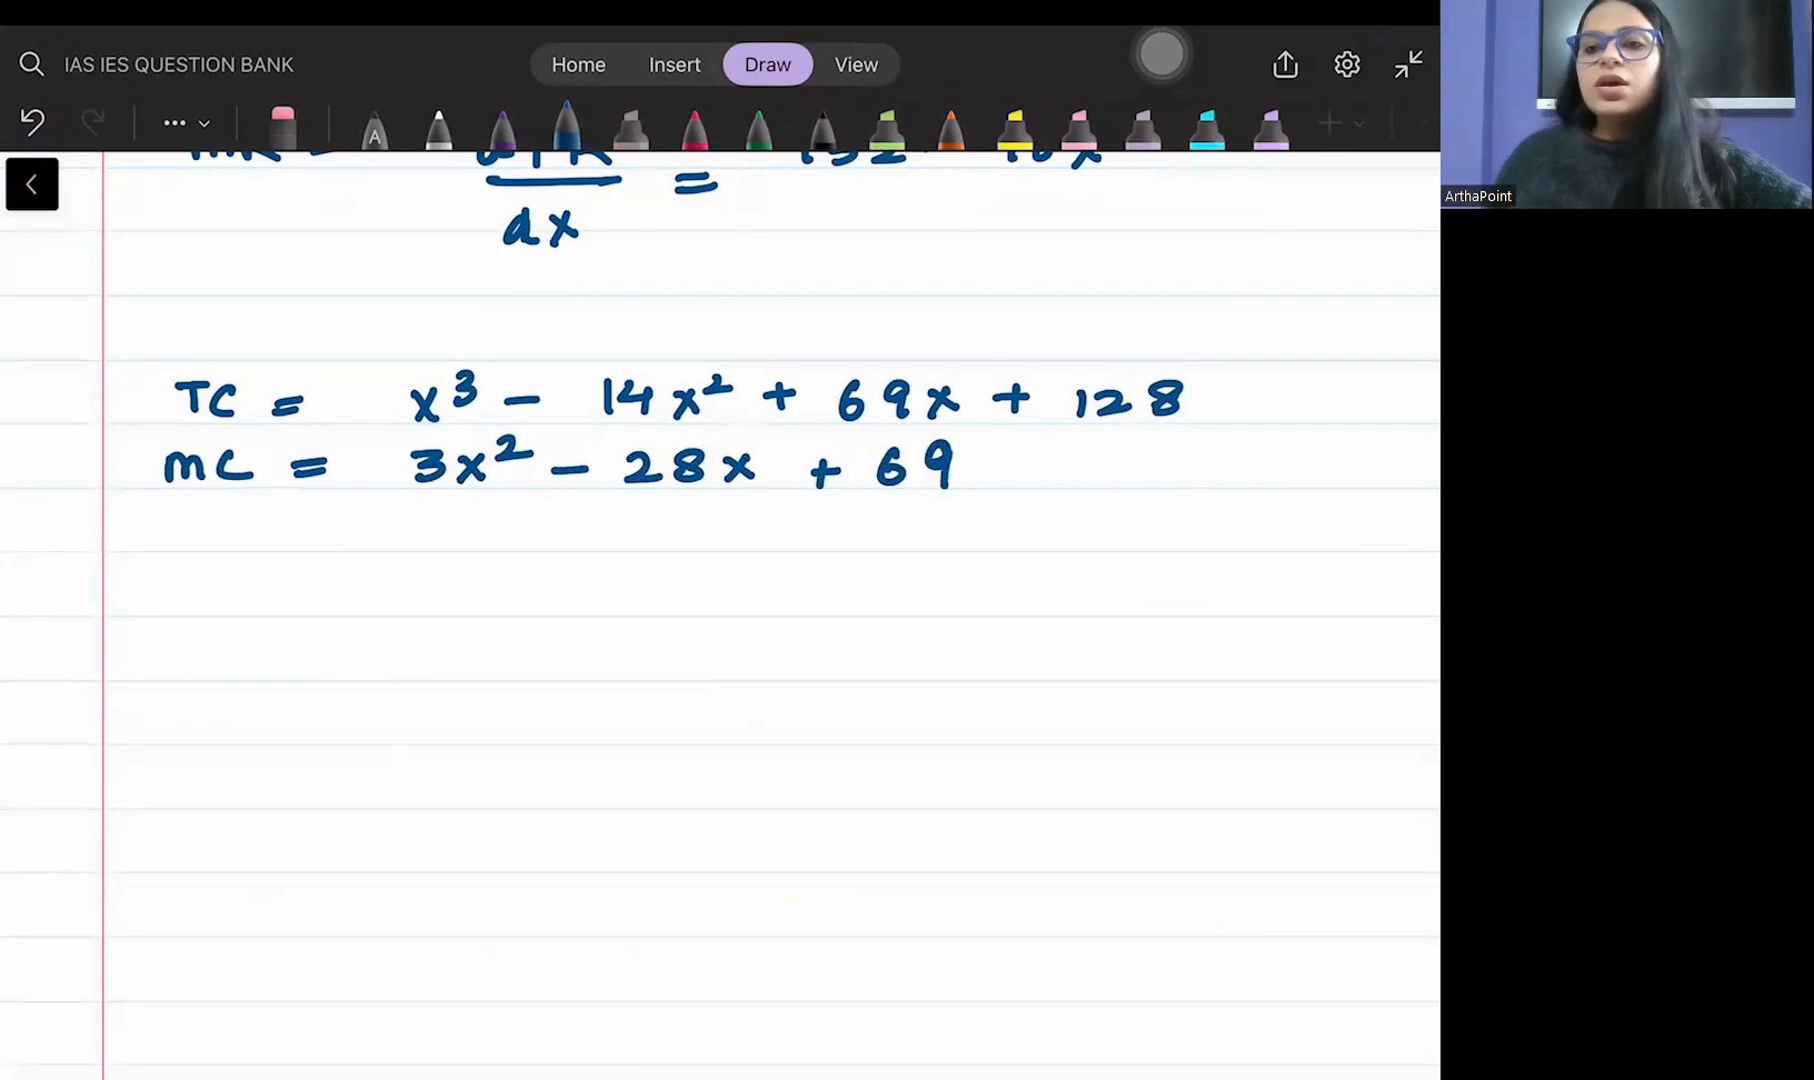 IAS IES QUESTION BANK
Home Insert Draw View
A
ArthaPoint
=
dx
TC = x³ - 14x² + 69x + 128
MC = 3x² - 28x + 69